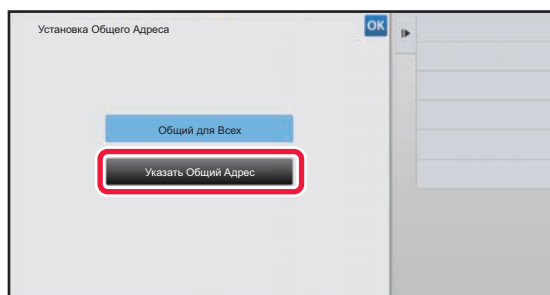 Установка Общего Адреса
OK
Общий для Всех
Указать Общий Адрес